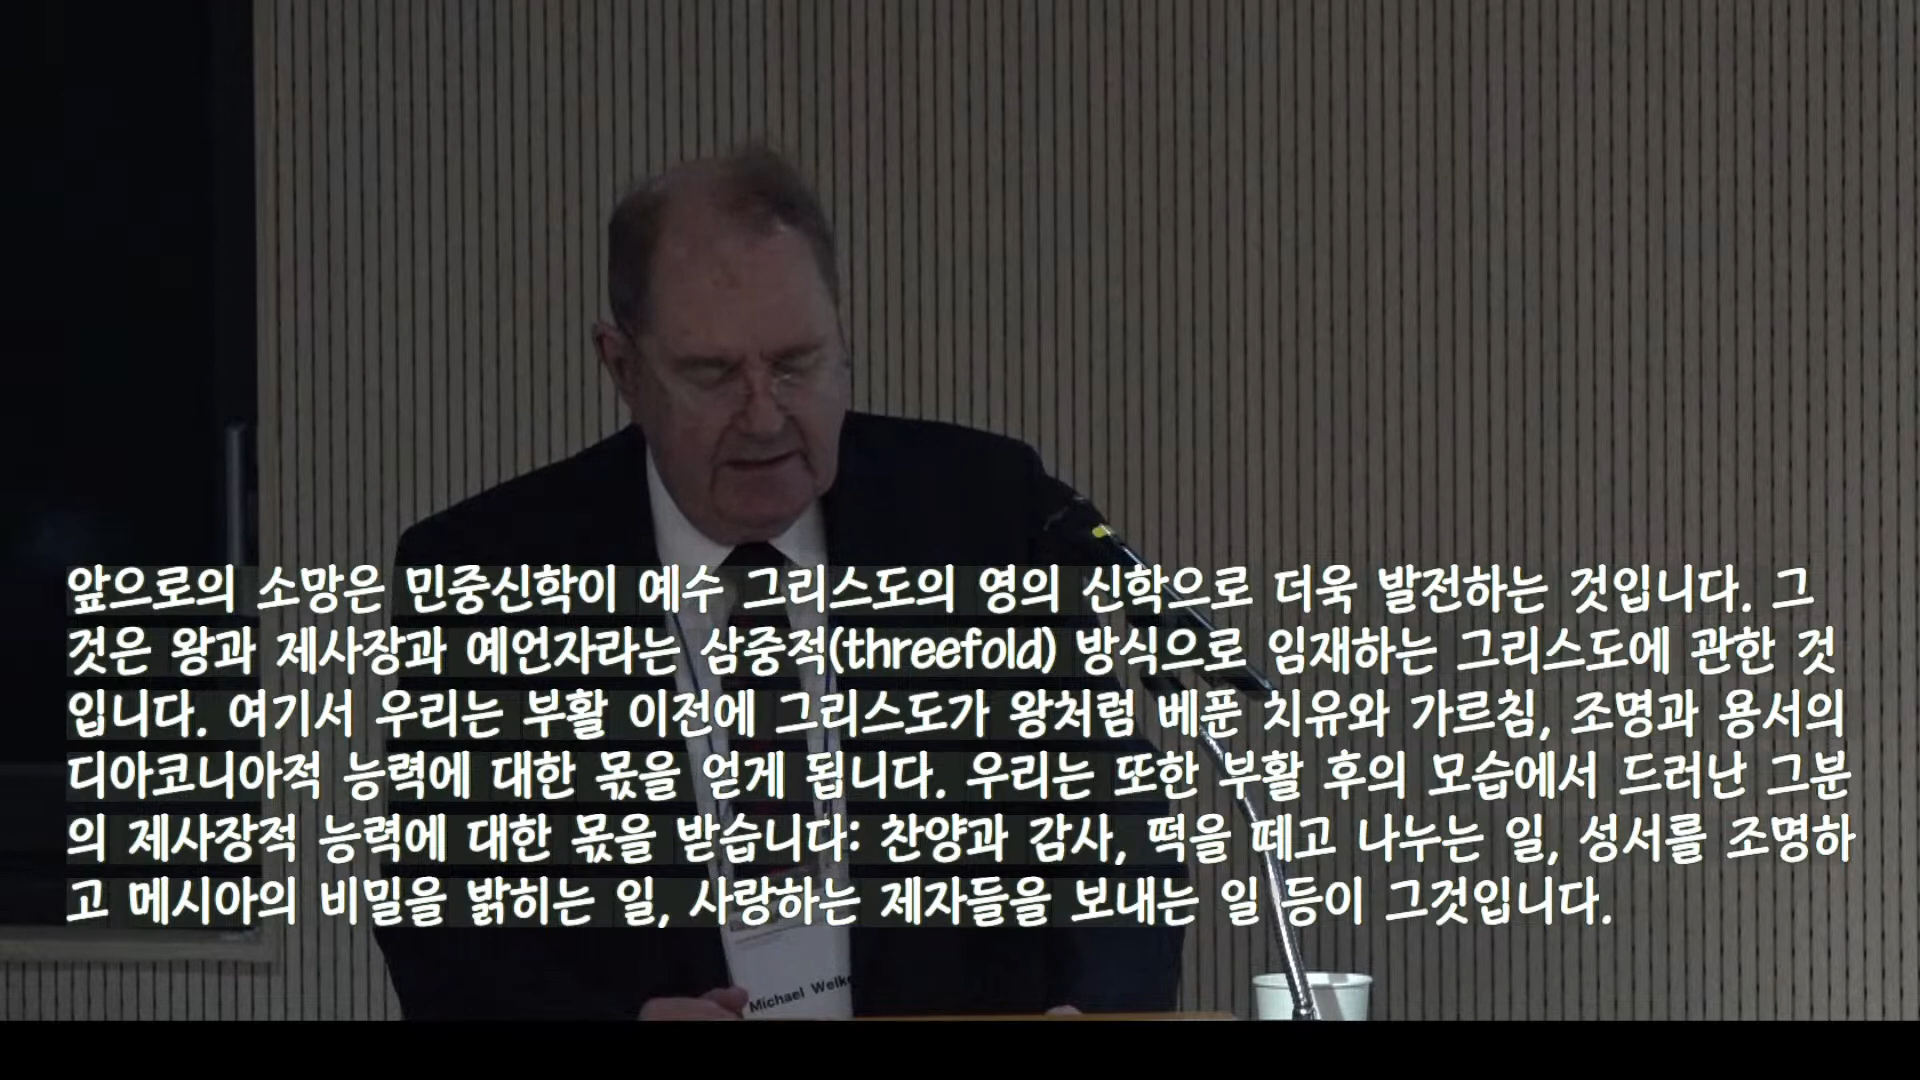 앞으로의 소망은 민중신학이 예수 그리스도의 영의 신학으로 더욱 발전하는 것입니다. 그
것은 왕과 제사장과 예언자라는 삼중적(threefold) 방식으로 임재하는 그리스도에 관한 것
입니다. 여기서 우리는 부활 이전에 그리스도가 왕처럼 베푼 치유와 가르침, 조명과 용서의
디아코니아적 능력에 대한 몫을 얻게 됩니다. 우리는 또한 부활 후의 모습에서 드러난 그분
의 제사장적 능력에 대한 몫을 받습니다: 찬양과 감사, 떡을 떼고 나누는 일, 성서를 조명하
고 메시아의 비밀을 밝히는 일, 사랑하는 제자들을 보내는 일 등이 그것입니다.
Michael Welke